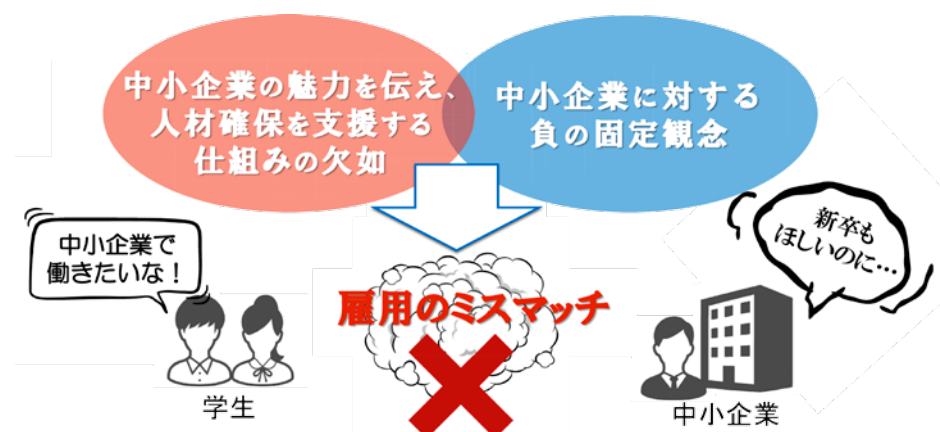 中小企業の魅力を伝え、
人材確保を支援する
仕組みの欠如
中小企業に対する
負の固定観念
中小企業で
働きたいな！
新卒も
ほしいのに…
雇用のミスマッチ
学生
中小企業